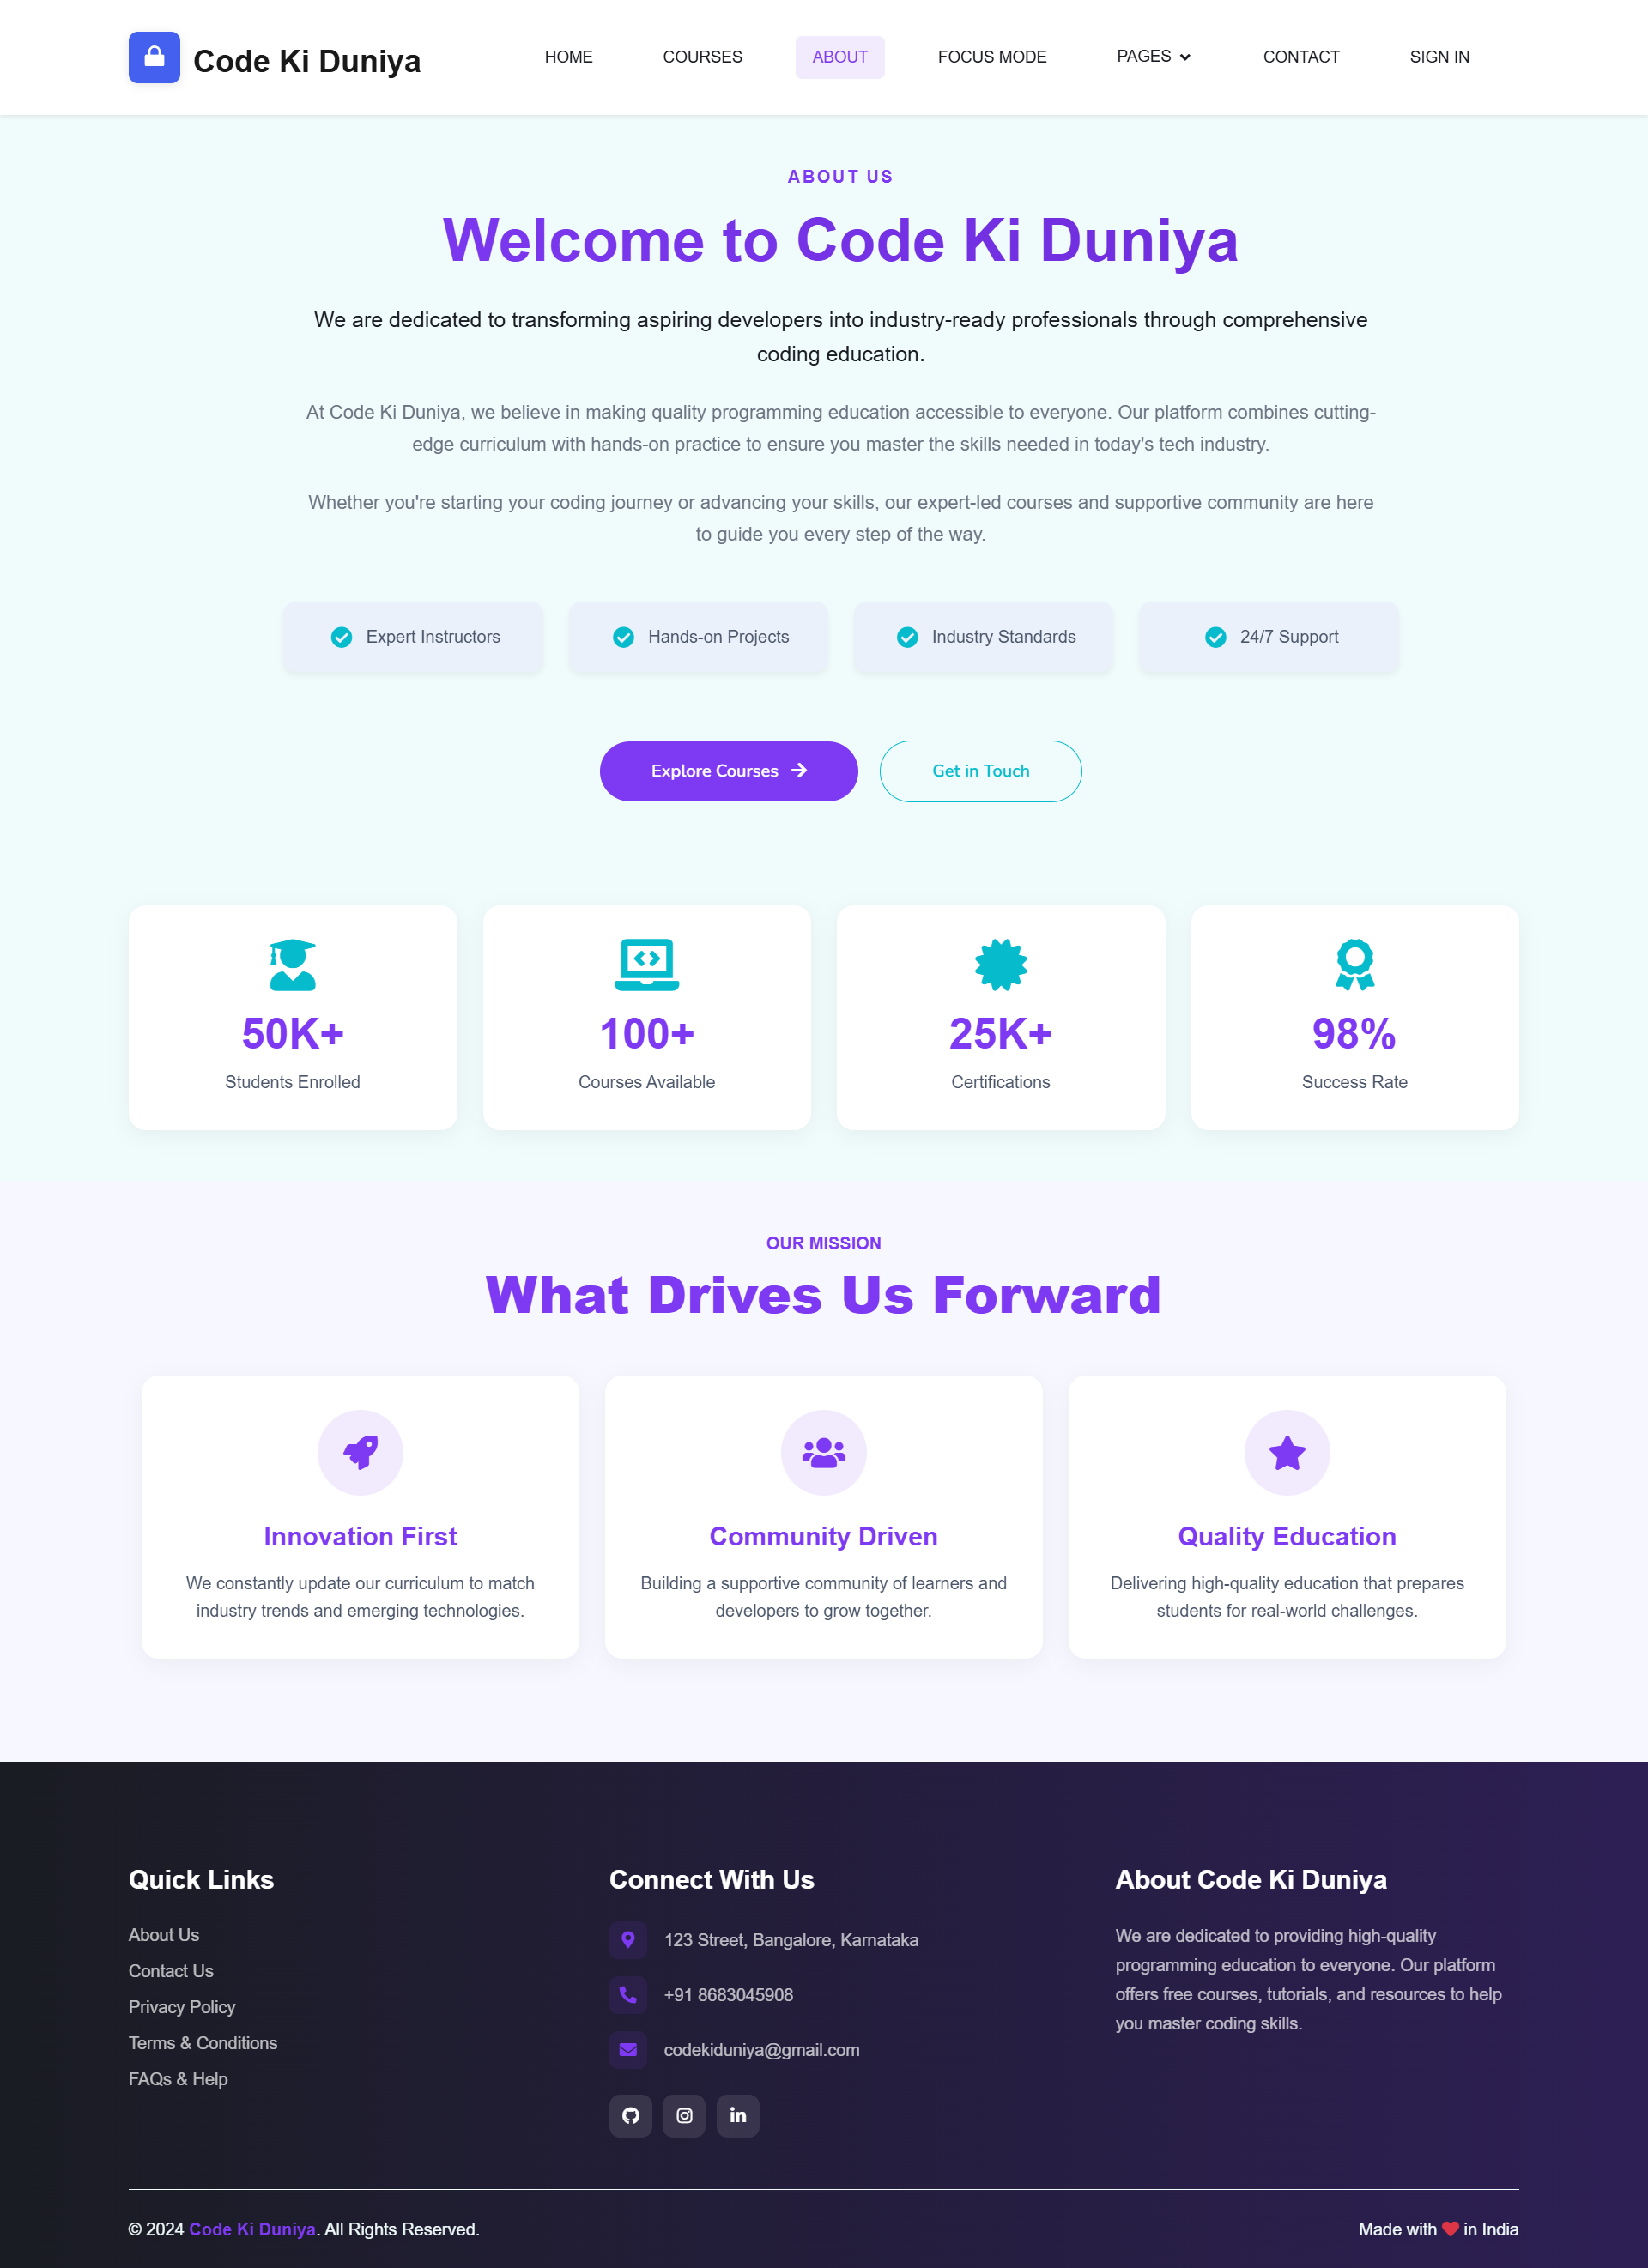 Code Ki Duniya
HOME
COURSES
ABOUT
FOCUS MODE
PAGES
CONTACT
SIGN IN
ABOUT US
Welcome to Code Ki Duniya
We are dedicated to transforming aspiring developers into industry-ready professionals through comprehensive
coding education.
At Code Ki Duniya, we believe in making quality programming education accessible to everyone. Our platform combines cutting-
edge curriculum with hands-on practice to ensure you master the skills needed in today's tech industry.
Whether you're starting your coding journey or advancing your skills, our expert-led courses and supportive community are here
to guide you every step of the way.
Expert Instructors
Hands-on Projects
Industry Standards
24/7 Support
Explore Courses
Get in Touch
50K+
Students Enrolled
100+
Courses Available
25K+
Certifications
98%
Success Rate
OUR MISSION
What Drives Us Forward
Innovation First
We constantly update our curriculum to match
industry trends and emerging technologies.
Community Driven
Building a supportive community of learners and
developers to grow together.
Quality Education
Delivering high-quality education that prepares
students for real-world challenges.
Quick Links
About Us
Contact Us
Privacy Policy
Terms & Conditions
FAQs & Help
Connect With Us
123 Street, Bangalore, Karnataka
+91 8683045908
codekiduniya@gmail.com
About Code Ki Duniya
We are dedicated to providing high-quality
programming education to everyone. Our platform
offers free courses, tutorials, and resources to help
you master coding skills.
© 2024 Code Ki Duniya. All Rights Reserved.
Made with ❤ in India